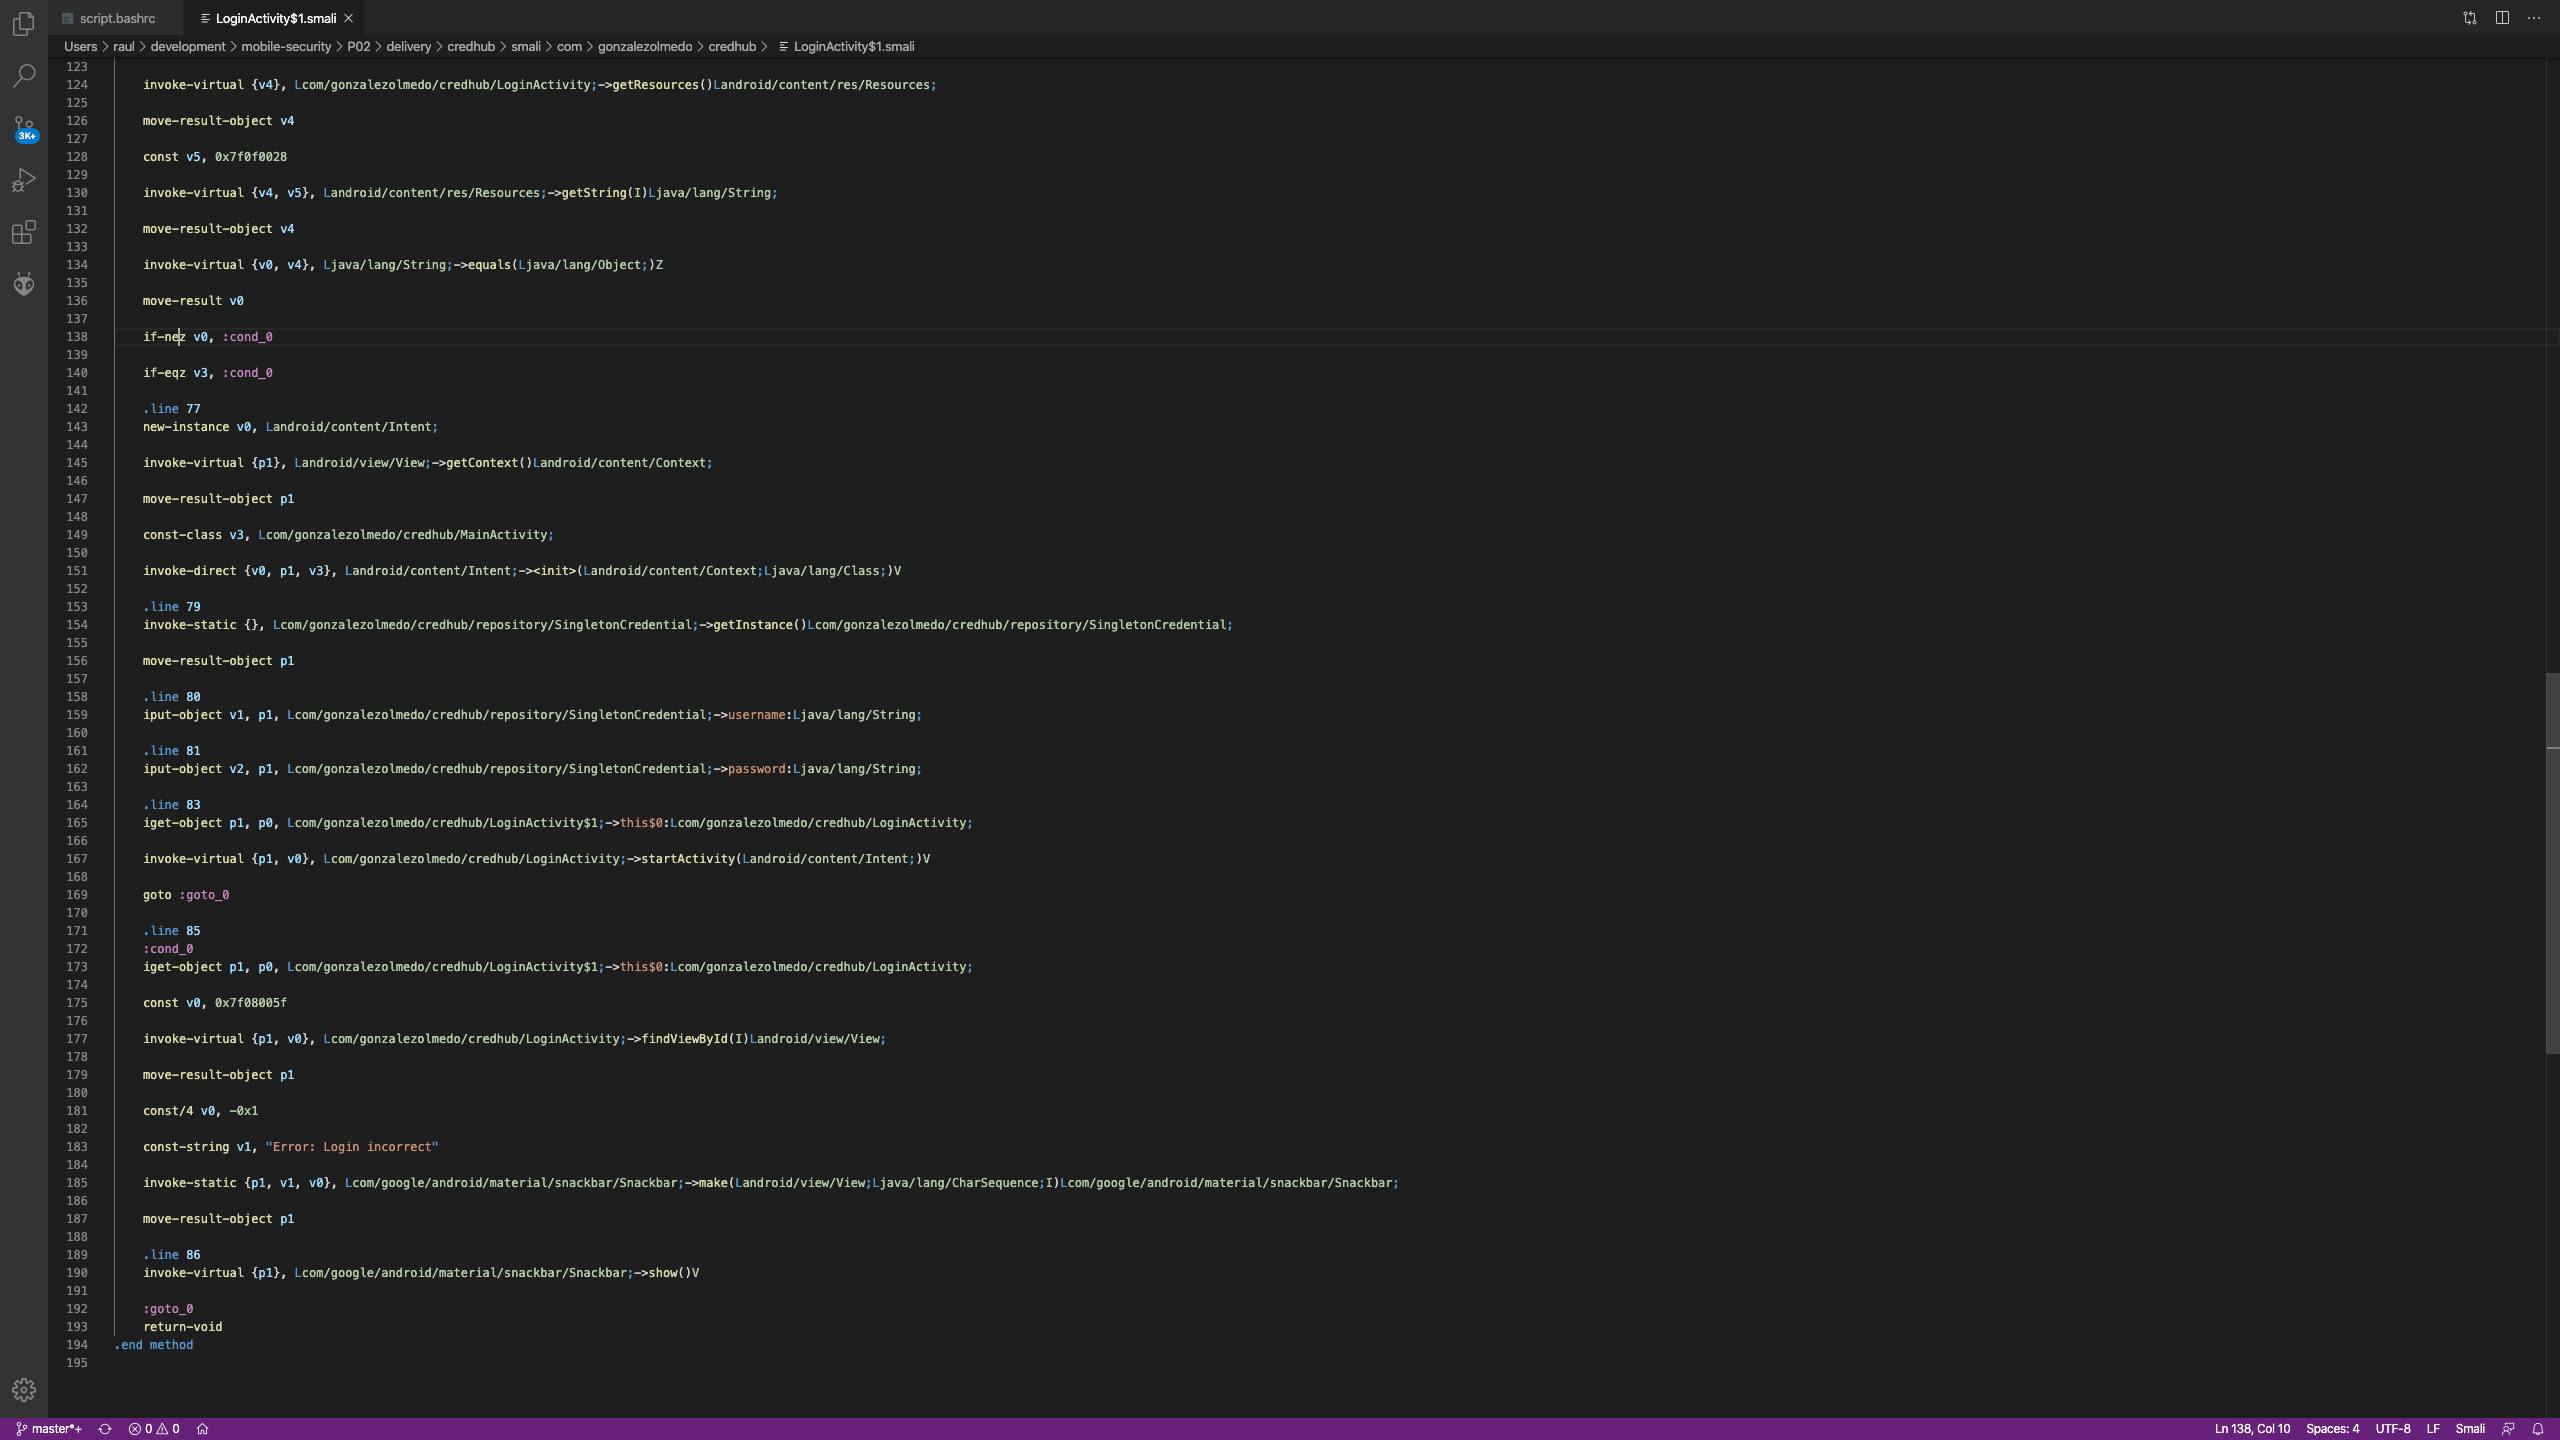 script.bashrc
LoginActivity$1.smali
Users > raul > development > mobile-security > P02 > delivery > credhub > smali > com > gonzalezolmedo > credhub > LoginActivity$1.smali
3K+
123
124 invoke-virtual {v4}, Lcom/gonzalezolmedo/credhub/LoginActivity;->getResources()Landroid/content/res/Resources;
125
126 move-result-object v4
127
128 const v5, 0x7f0f0028
129
130 invoke-virtual {v4, v5}, Landroid/content/res/Resources;->getString(I)Ljava/lang/String;
131
132 move-result-object v4
133
134 invoke-virtual {v0, v4}, Ljava/lang/String;->equals(Ljava/lang/Object;)Z
135
136 move-result v0
137
138 if-nez v0, :cond_0
139
140 if-eqz v3, :cond_0
141
142 .line 77
143 new-instance v0, Landroid/content/Intent;
144
145 invoke-virtual {p1}, Landroid/view/View;->getContext()Landroid/content/Context;
146
147 move-result-object p1
148
149 const-class v3, Lcom/gonzalezolmedo/credhub/MainActivity;
150
151 invoke-direct {v0, p1, v3}, Landroid/content/Intent;-><init>(Landroid/content/Context;Ljava/lang/Class;)V
152
153 .line 79
154 invoke-static {}, Lcom/gonzalezolmedo/credhub/repository/SingletonCredential;->getInstance()Lcom/gonzalezolmedo/credhub/repository/SingletonCredential;
155
156 move-result-object p1
157
158 .line 80
159 iput-object v1, p1, Lcom/gonzalezolmedo/credhub/repository/SingletonCredential;->username:Ljava/lang/String;
160
161 .line 81
162 iput-object v2, p1, Lcom/gonzalezolmedo/credhub/repository/SingletonCredential;->password:Ljava/lang/String;
163
164 .line 83
165 iget-object p1, p0, Lcom/gonzalezolmedo/credhub/LoginActivity$1;->this$0:Lcom/gonzalezolmedo/credhub/LoginActivity;
166
167 invoke-virtual {p1, v0}, Lcom/gonzalezolmedo/credhub/LoginActivity;->startActivity(Landroid/content/Intent;)V
168
169 goto :goto_0
170
171 .line 85
172 :cond_0
173 iget-object p1, p0, Lcom/gonzalezolmedo/credhub/LoginActivity$1;->this$0:Lcom/gonzalezolmedo/credhub/LoginActivity;
174
175 const v0, 0x7f08005f
176
177 invoke-virtual {p1, v0}, Lcom/gonzalezolmedo/credhub/LoginActivity;->findViewById(I)Landroid/view/View;
178
179 move-result-object p1
180
181 const/4 v0, -0x1
182
183 const-string v1, "Error: Login incorrect"
184
185 invoke-static {p1, v1, v0}, Lcom/google/android/material/snackbar/Snackbar;->make(Landroid/view/View;Ljava/lang/CharSequence;I)Lcom/google/android/material/snackbar/Snackbar;
186
187 move-result-object p1
188
189 .line 86
190 invoke-virtual {p1}, Lcom/google/android/material/snackbar/Snackbar;->show()V
191
192 :goto_0
193 return-void
194 .end method
195
master*+ 0 0 Ln 138, Col 10 Spaces: 4 UTF-8 LF Smali